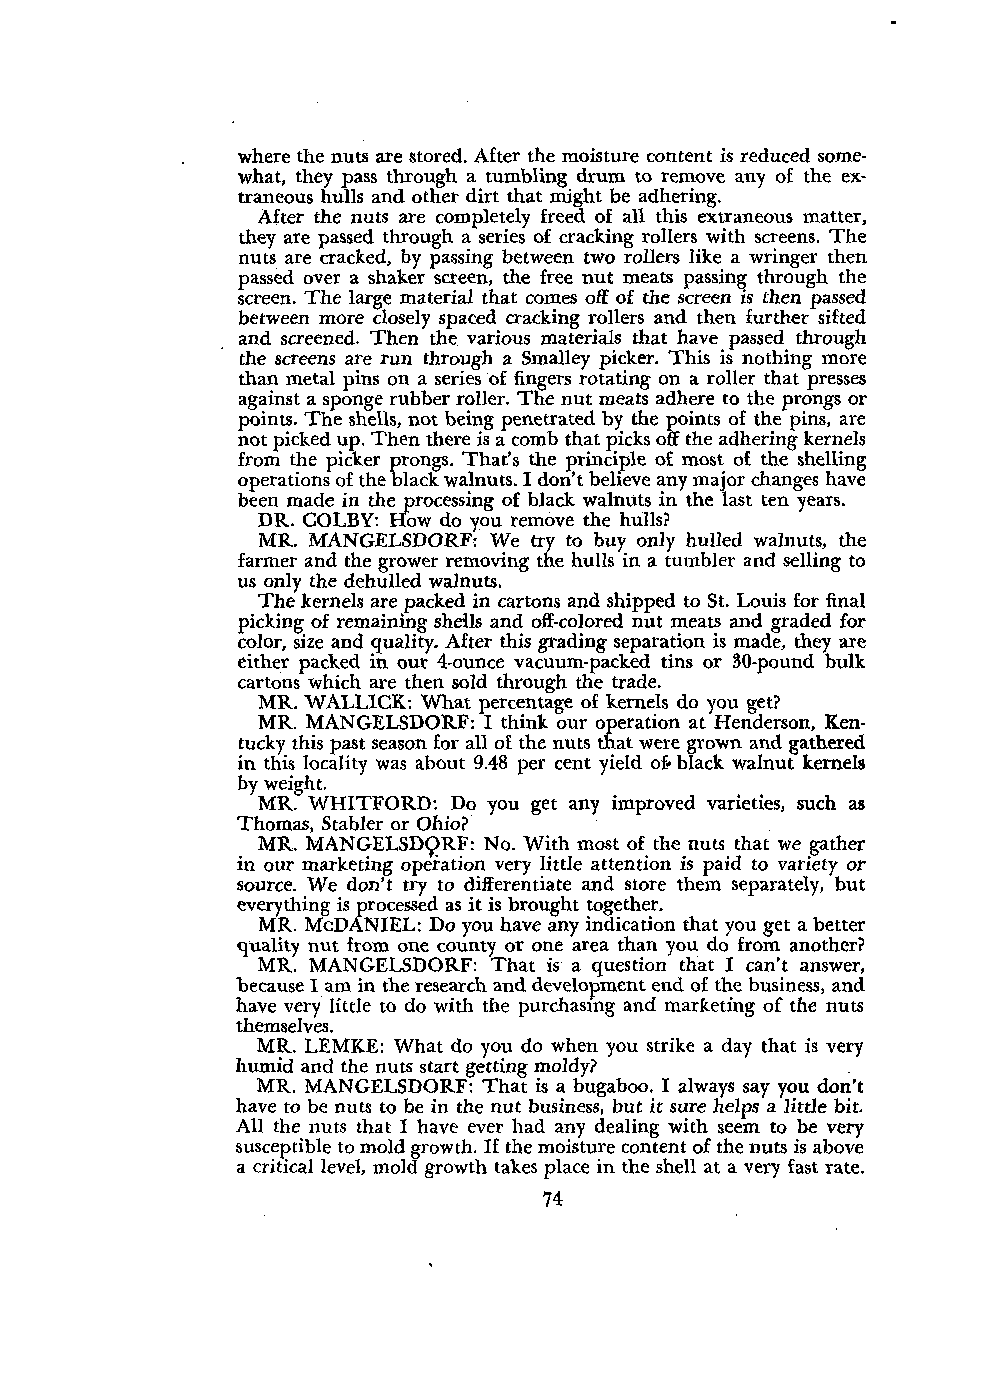 where the nuts are stored. After the moisture content is reduced some-
what, they pass through a tumbling drum to remove any of the ex-
traneous hulls and other dirt that might be adhering.
After the nuts are completely freed of all this extraneous matter,
they are passed through a series of cracking rollers with screens. The
nuts are cracked, by passing between two rollers like a wringer then
passed over a shaker screen, the free nut meats passing through the
screen. The large material that comes off of the screen is then passed
between more closely spaced cracking rollers and then further sifted
and screened. Then the various materials that have passed through
the screens are run through a Smalley picker. This is nothing more
than metal pins on a series of fingers rotating on a roller that presses
against a sponge rubber roller. The nut meats adhere to the prongs or
points. The shells, not being penetrated by the points of the pins, are
not picked up. Then there is a comb that picks off the adhering kernels
from the picker prongs. That's the principle of most of the shelling
operations of the black walnuts. I don't believe any major changes have
been made in the processing of black walnuts in the last ten years.
DR. COLBY: How do you remove the hulls?
MR. MANGELSDORF: We try to buy only hulled walnuts, the
farmer and the grower removing the hulls in a tumbler and selling to
us only the dehulled walnuts.
The kernels are packed in cartons and shipped to St. Louis for final
picking of remaining shells and off-colored nut meats and graded for
color, size and quality. After this grading separation is made, they are
either packed in our 4-ounce vacuum-packed tins or 30-pound bulk
cartons which are then sold through the trade.
MR. WALLICK: What percentage of kernels do you get?
MR. MANGELSDORF: I think our operation at Henderson, Ken-
tucky this past season for all of the nuts that were grown and gathered
in this locality was about 9.48 per cent yield of black walnut kernels
by weight.
MR. WHITFORD: Do you get any improved varieties, such as
Thomas, Stabler or Ohio?
MR. MANGELSDORF: No. With most of the nuts that we gather
in our marketing operation very little attention is paid to variety or
source. We don't try to differentiate and store them separately, but
everything is processed as it is brought together.
MR. McDANIEL: Do you have any indication that you get a better
quality nut from one county or one area than you do from another?
MR. MANGELSDORF: That is a question that I can't answer,
because I am in the research and development end of the business, and
have very little to do with the purchasing and marketing of the nuts
themselves.
MR. LEMKE: What do you do when you strike a day that is very
humid and the nuts start getting moldy?
MR. MANGELSDORF: That is a bugaboo. I always say you don't
have to be nuts to be in the nut business, but it sure helps a little bit.
All the nuts that I have ever had any dealing with seem to be very
susceptible to mold growth. If the moisture content of the nuts is above
a critical level, mold growth takes place in the shell at a very fast rate.
74